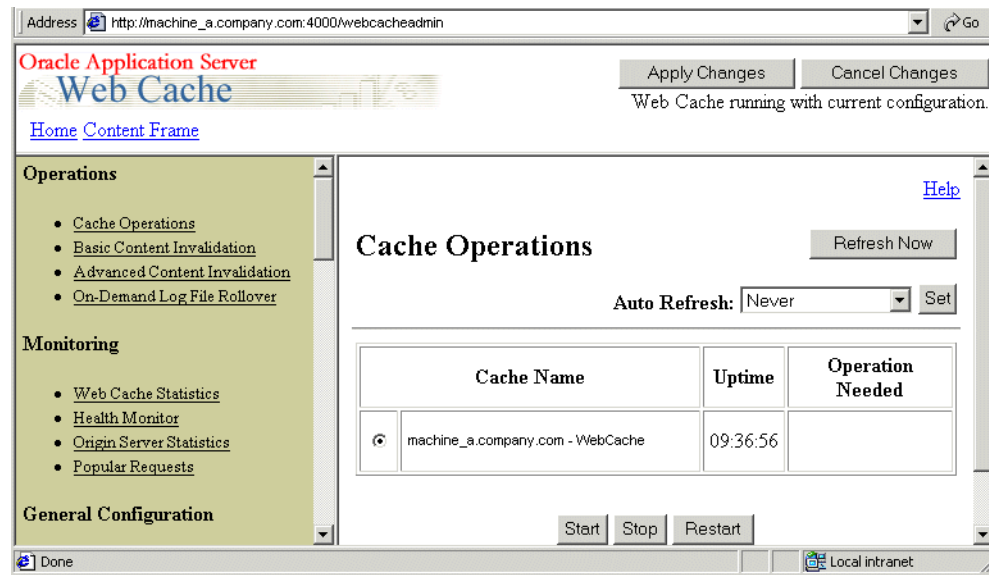 Address http://machine_a.company.com:4000/webcacheadmin Go
Oracle Application Server
Web Cache
Apply Changes Cancel Changes
Web Cache running with current configuration.
Home Content Frame
Operations
Cache Operations
Basic Content Invalidation
Advanced Content Invalidation
On-Demand Log File Rollover
Monitoring
Web Cache Statistics
Health Monitor
Origin Server Statistics
Popular Requests
General Configuration
Help
Cache Operations
Refresh Now
Auto Refresh: Never Set
Cache Name Uptime Operation Needed
machine_a.company.com - WebCache 09:36:56
Start Stop Restart
Done Local intranet